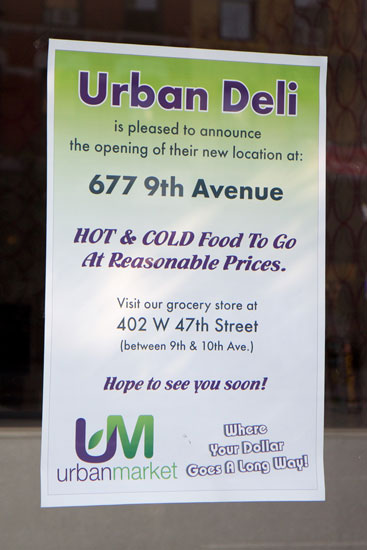 Urban Deli
is pleased to announce
the opening of their new location at:
677 9th Avenue
HOT & COLD Food To Go
At Reasonable Prices.
Visit our grocery store at
402 W 47th Street
(between 9th & 10th Ave.)
Hope to see you soon!
UM
urbanmarket
Where
Your Dollar
Goes A Long Way!